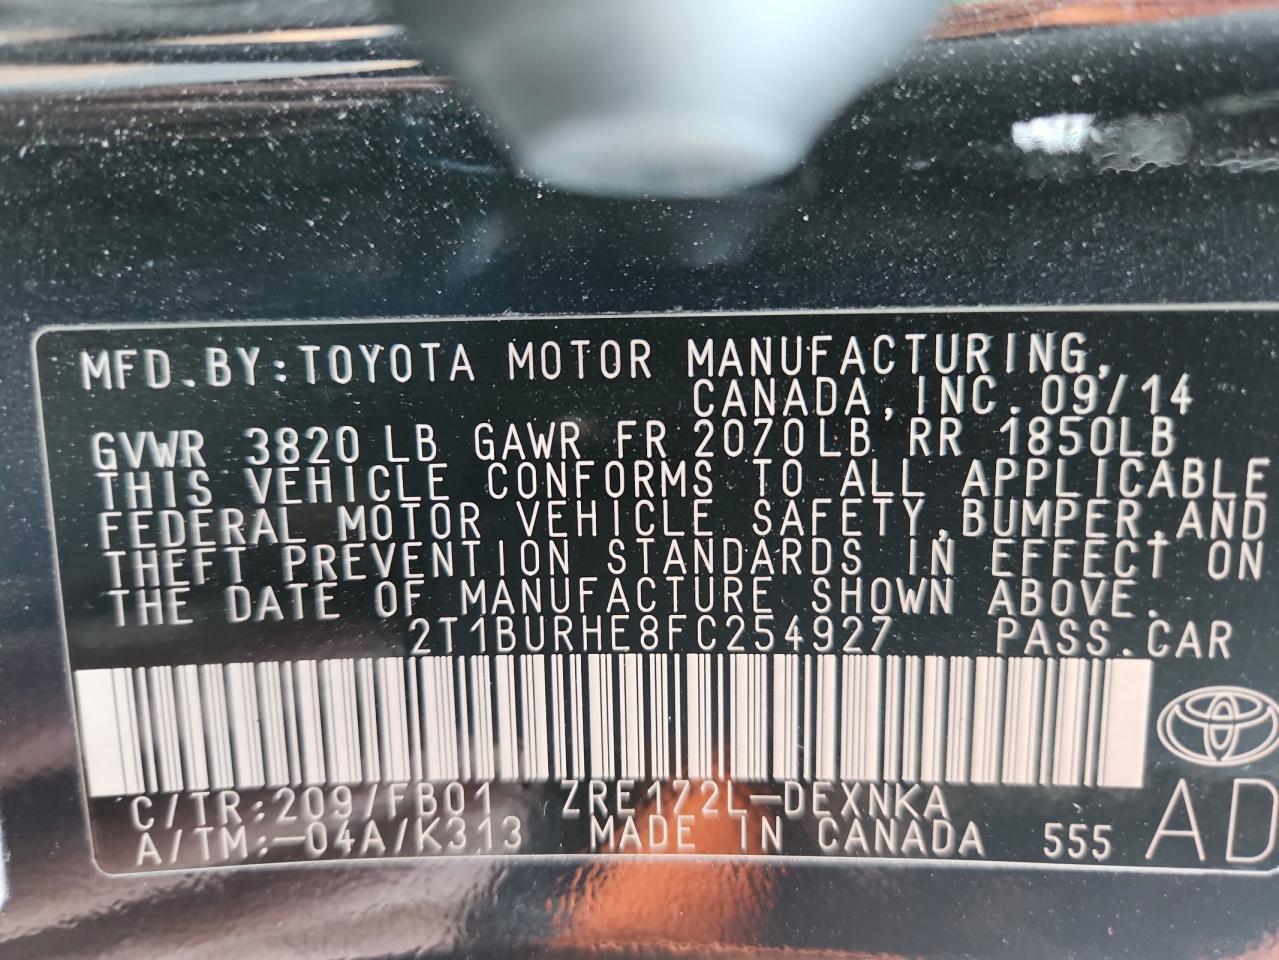 MFD.BY:TOYOTA MOTOR MANUFACTURING,
CANADA,INC.09/14
GVWR 3820LB GAWR FR 2070LB RR 1850LB
THIS VEHICLE CONFORMS TO ALL APPLICABLE
FEDERAL MOTOR VEHICLE SAFETY,BUMPER,AND
THEFT PREVENTION STANDARDS IN EFFECT ON
THE DATE OF MANUFACTURE SHOWN ABOVE.
2T1BURHE8FC254927 PASS.CAR
C/TR:209/FB01 ZRE172L-DEXNKA
A/TM:-04A/K313 MADE IN CANADA 555 AD